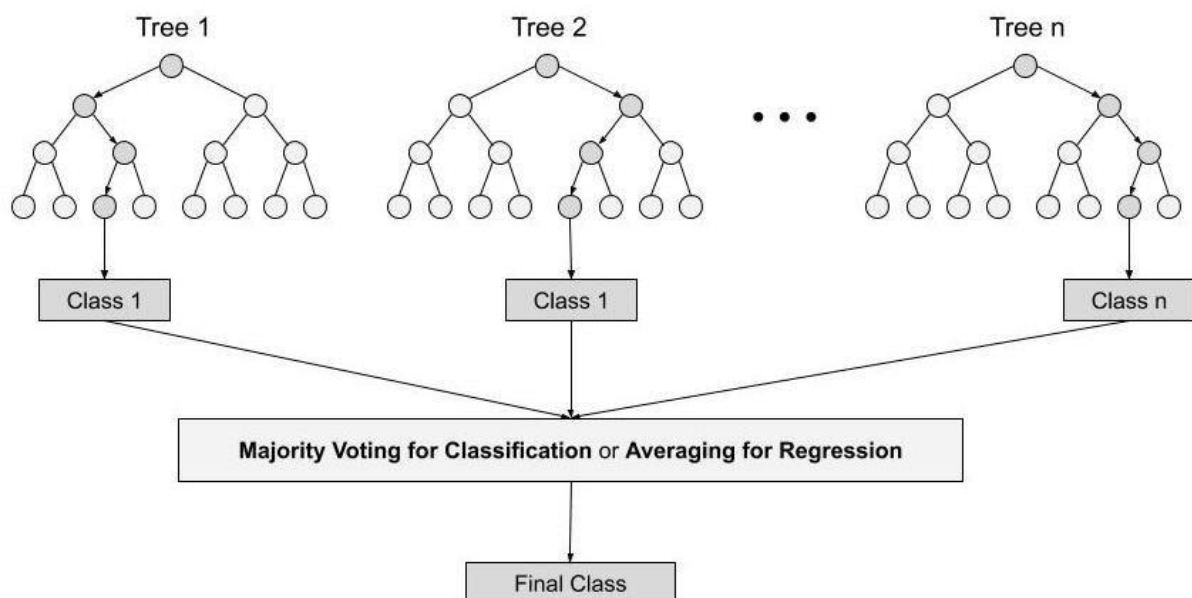 Tree 1
Tree 2
Tree n
Class 1
Class 1
Class n
Majority Voting for Classification or Averaging for Regression
Final Class